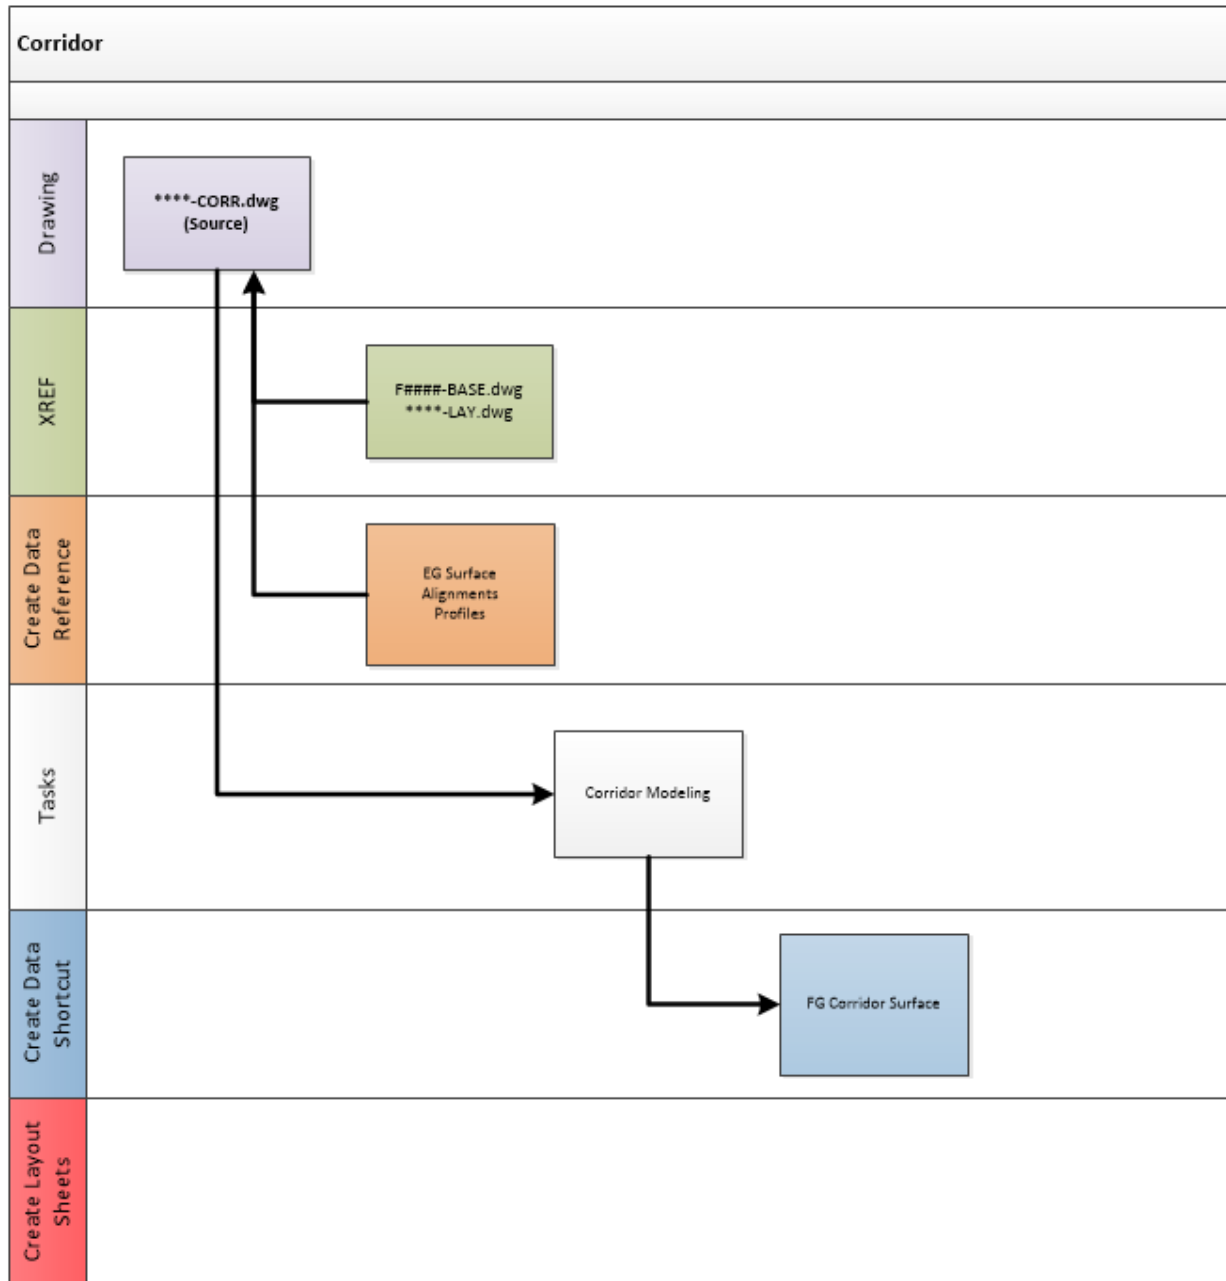 Corridor
Drawing
****-CORR.dwg
(Source)
XREF
F####-BASE.dwg
****-LAY.dwg
Create Data
Reference
EG Surface
Alignments
Profiles
Tasks
Corridor Modeling
Create Data
Shortcut
FG Corridor Surface
Create Layout
Sheets